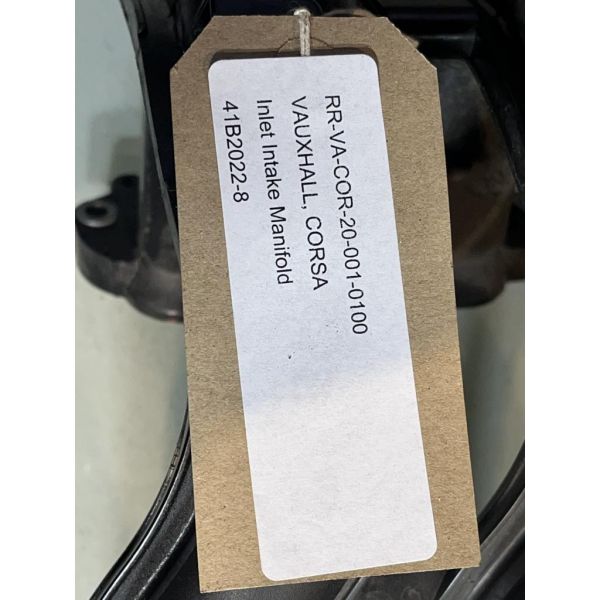 RR-VA-COR-20-001-0100
VAUXHALL, CORSA
Inlet Intake Manifold
41B2022-8